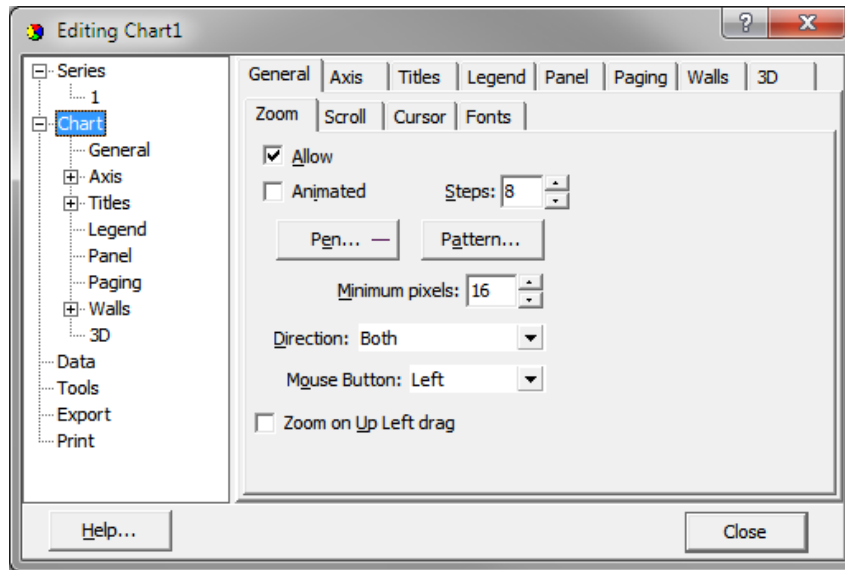 Editing Chart1
Series
1
Chart
General
Axis
Titles
Legend
Panel
Paging
Walls
3D
Data
Tools
Export
Print
General Axis Titles Legend Panel Paging Walls 3D
Zoom Scroll Cursor Fonts
Allow
Animated Steps: 8
Pen... Pattern...
Minimum pixels: 16
Direction: Both
Mouse Button: Left
Zoom on Up Left drag
Help... Close